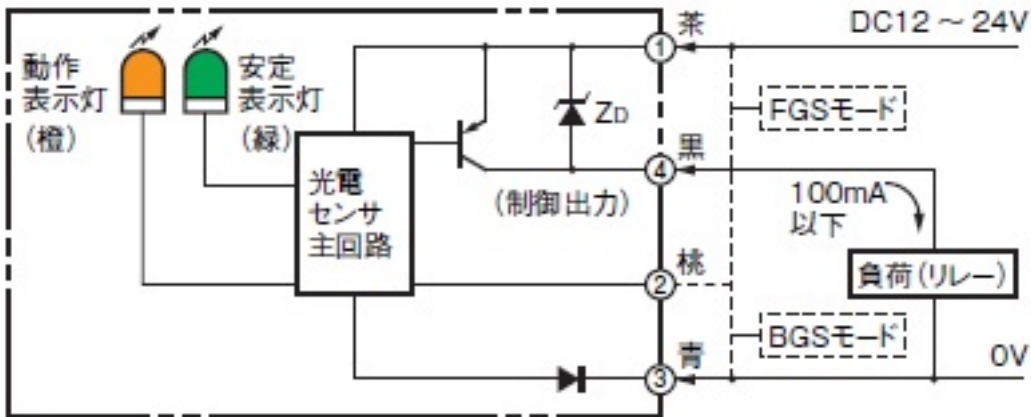 動作
表示灯
(橙)
安定
表示灯
(緑)
光電
センサ
主回路
ZD
(制御出力)
① 茶
④ 黒
② 桃
③ 青
DC12 ~ 24V
FGSモード
100mA
以下
負荷(リレー)
BGSモード
0V